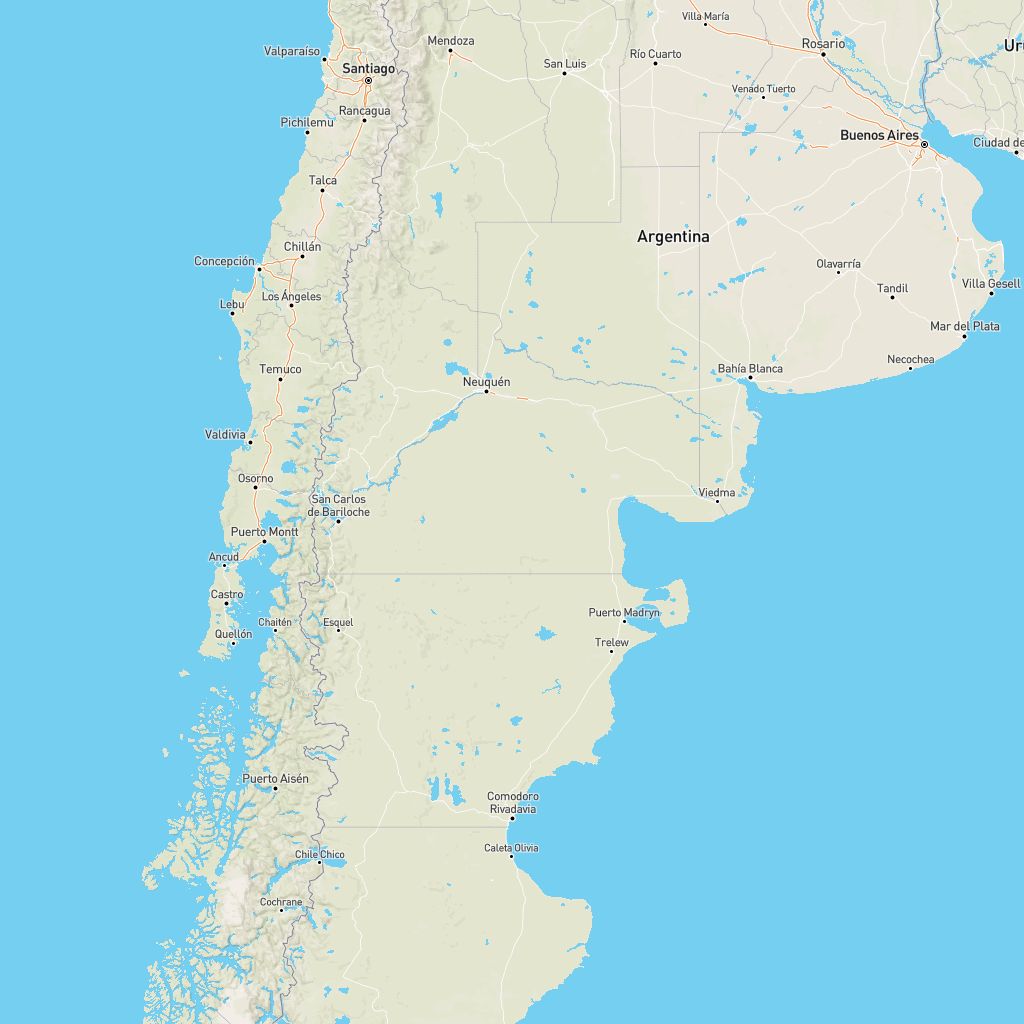 Villa María
Mendoza
Rosario
Ur
Valparaíso
Río Cuarto
San Luis
Santiago
Venado Tuerto
Rancagua
Pichilemu
Buenos Aires
Ciudad de
Talca
Argentina
Chillán
Concepción
Olavarría
Villa Gesell
Tandil
Los Ángeles
Lebu
Mar del Plata
Necochea
Temuco
Bahía Blanca
Neuquén
Valdivia
Osorno
Viedma
San Carlos
de Bariloche
Puerto Montt
Ancud
Castro
Puerto Madryn
Chaitén
Esquel
Quellón
Trelew
Puerto Aisén
Comodoro
Rivadavia
Caleta Olivia
Chile Chico
Cochrane